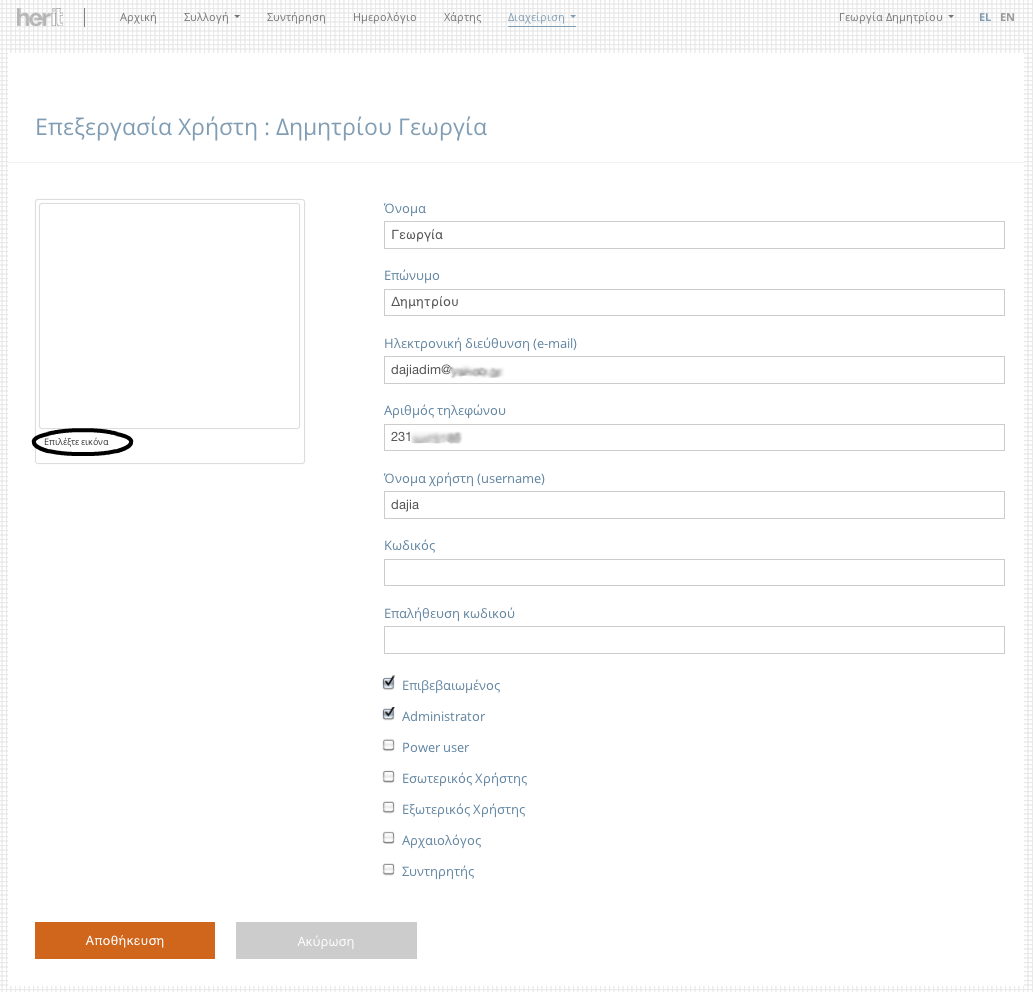 herit
Αρχική Συλλογή Συντήρηση Ημερολόγιο Χάρτης Διαχείριση Γεωργία Δημητρίου EL EN
Επεξεργασία Χρήστη : Δημητρίου Γεωργία
Όνομα
Γεωργία
Επώνυμο
Δημητρίου
Ηλεκτρονική διεύθυνση (e-mail)
dajiadim@
Αριθμός τηλεφώνου
231
Επιλέξτε εικόνα
Όνομα χρήστη (username)
dajia
Κωδικός
Επαλήθευση κωδικού
Επιβεβαιωμένος
Administrator
Power user
Εσωτερικός Χρήστης
Εξωτερικός Χρήστης
Αρχαιολόγος
Συντηρητής
Αποθήκευση Ακύρωση